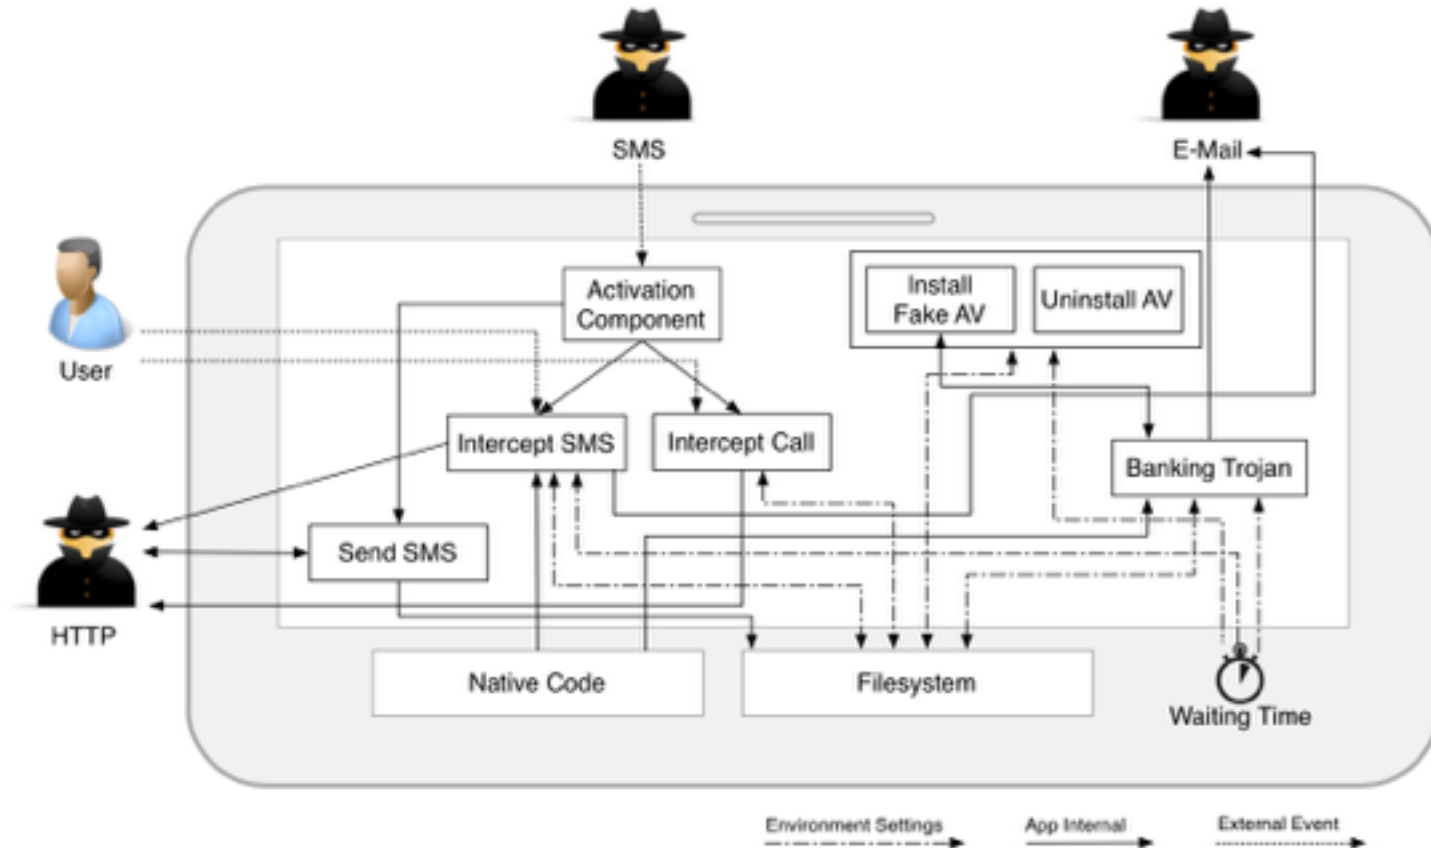 SMS
E-Mail
User
Activation
Component
Install
Fake AV
Uninstall AV
Intercept SMS
Intercept Call
Banking Trojan
Send SMS
HTTP
Native Code
Filesystem
Waiting Time
Environment Settings
App Internal
External Event